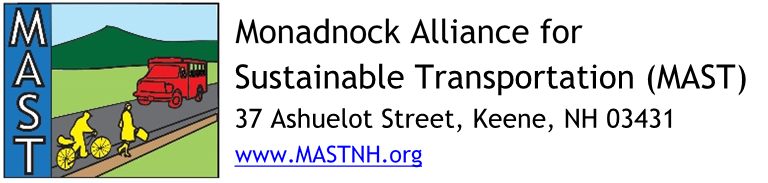 MAST
Monadnock Alliance for
Sustainable Transportation (MAST)
37 Ashuelot Street, Keene, NH 03431
www.MASTNH.org